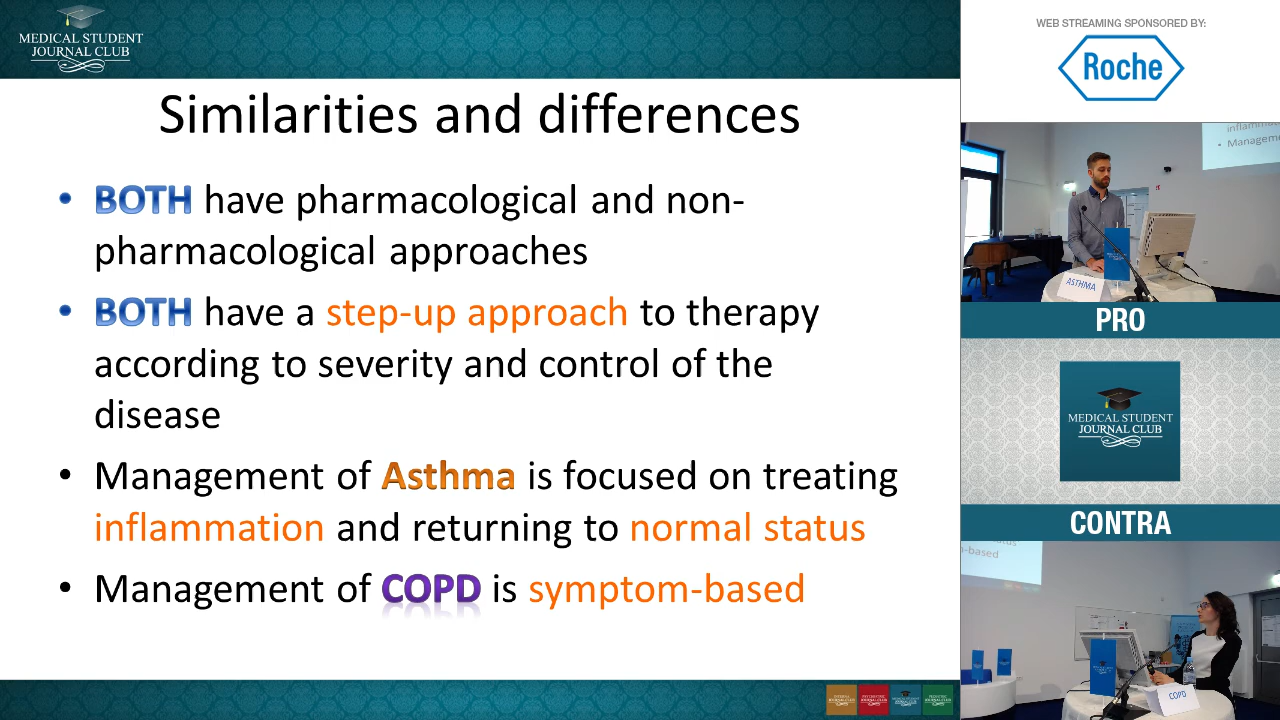 MEDICAL STUDENT
JOURNAL CLUB
Similarities and differences
• BOTH have pharmacological and non-
pharmacological approaches
• BOTH have a step-up approach to therapy
according to severity and control of the
disease
• Management of Asthma is focused on treating
inflammation and returning to normal status
• Management of COPD is symptom-based
WEB STREAMING SPONSORED BY:
Roche
inflamm
• Manageme
ASTHMA
PRO
MEDICAL STUDENT
JOURNAL CLUB
CONTRA
-based
COPD